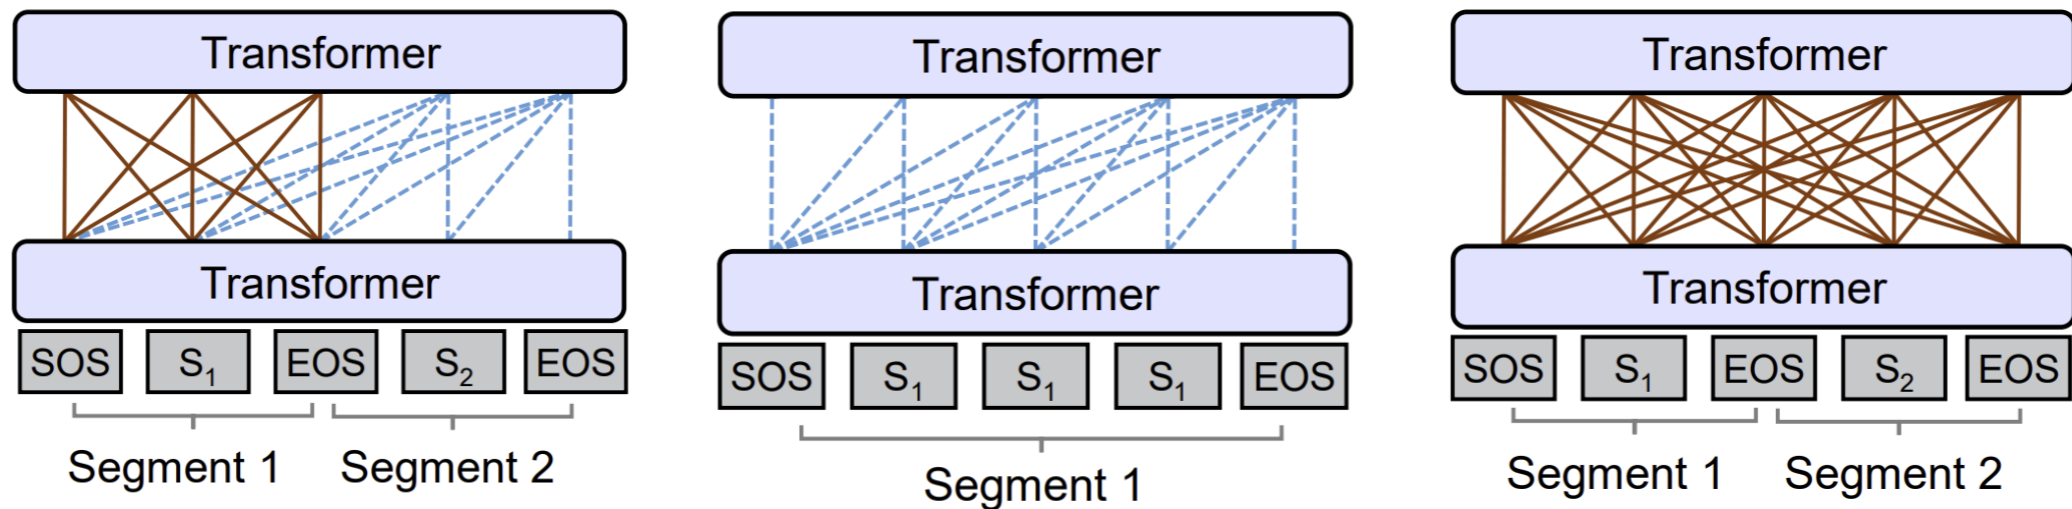 Transformer
Transformer
SOS S₁ EOS S₂ EOS
Segment 1 Segment 2
Transformer
Transformer
SOS S₁ S₁ S₁ EOS
Segment 1
Transformer
Transformer
SOS S₁ EOS S₂ EOS
Segment 1 Segment 2